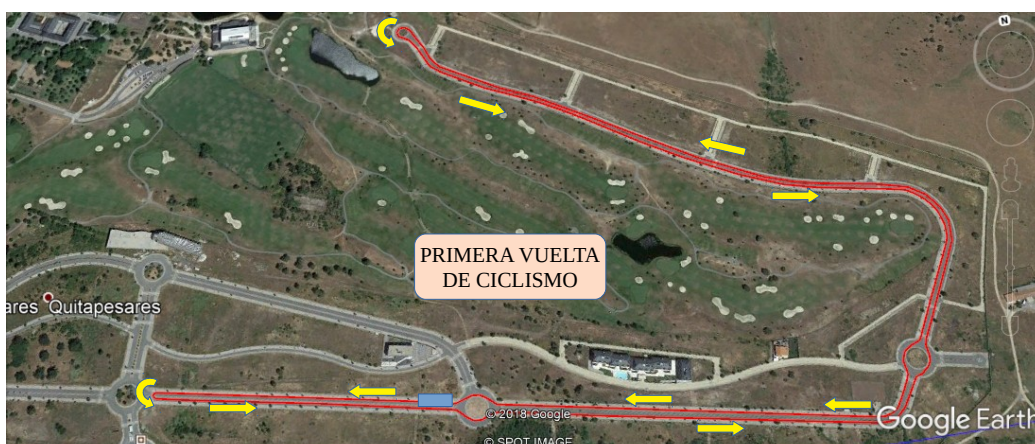 N
PRIMERA VUELTA
DE CICLISMO
ares Quitapesares
© 2018 Google
Google Earth
© SPOT IMAGE